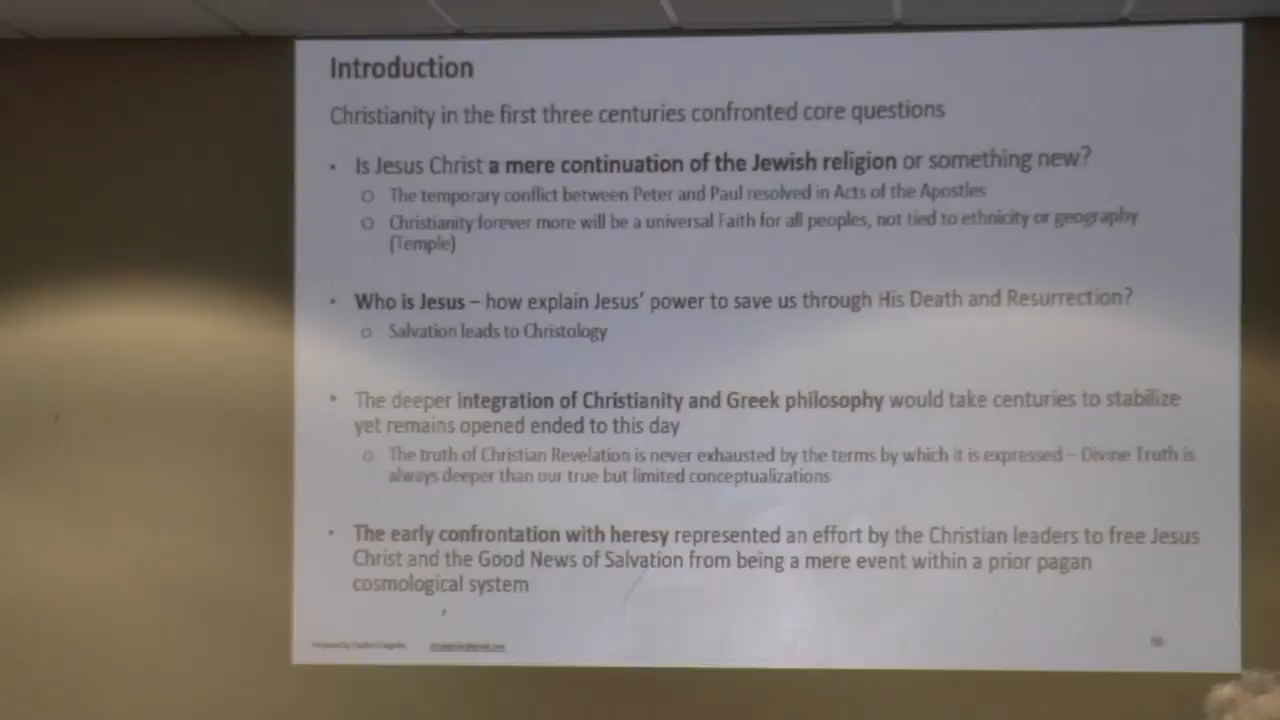 Introduction
Christianity in the first three centuries confronted core questions
• Is Jesus Christ a mere continuation of the Jewish religion or something new?
o The temporary conflict between Peter and Paul resolved in Acts of the Apostles
o Christianity forever more will be a universal Faith for all peoples, not tied to ethnicity or geography
(Temple)
• Who is Jesus – how explain Jesus' power to save us through His Death and Resurrection?
o Salvation leads to Christology
• The deeper integration of Christianity and Greek philosophy would take centuries to stabilize
yet remains opened ended to this day
o The truth of Christian Revelation is never exhausted by the terms by which it is expressed – Divine Truth is
always deeper than our true but limited conceptualizations
• The early confrontation with heresy represented an effort by the Christian leaders to free Jesus
Christ and the Good News of Salvation from being a mere event within a prior pagan
cosmological system
Prepared by